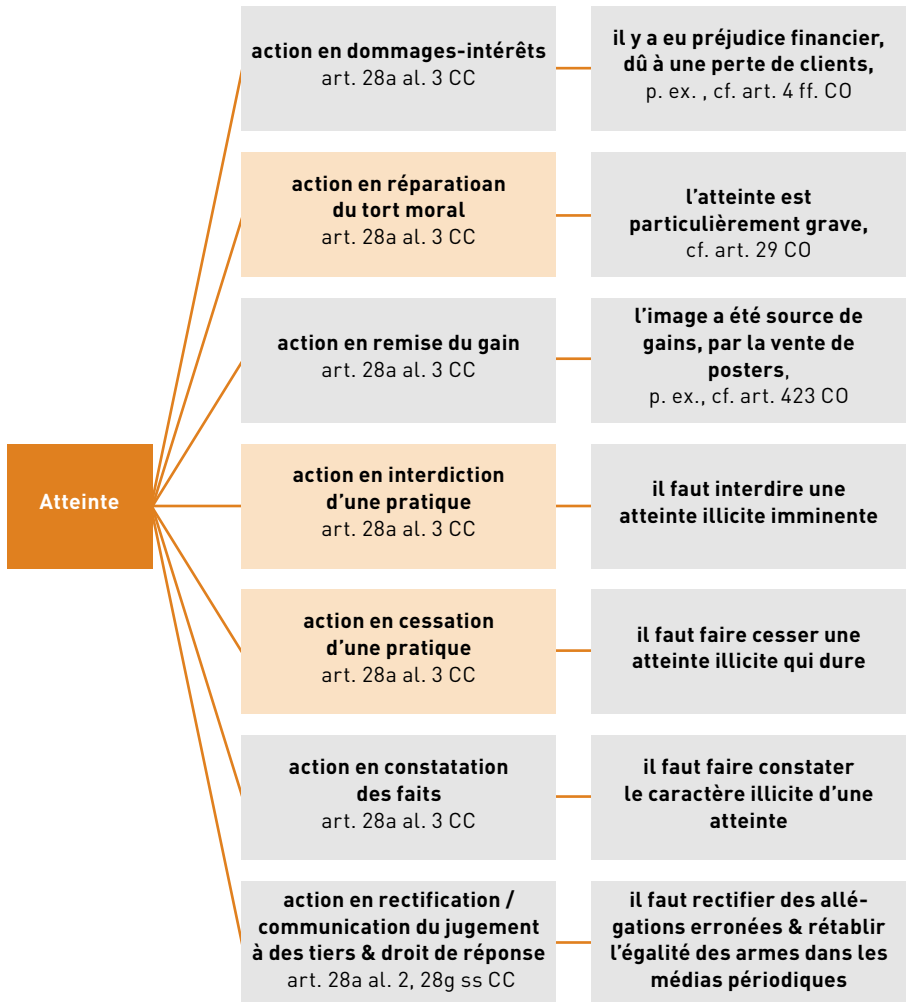 action en dommages-intérêts
art. 28a al. 3 CC
il y a eu préjudice financier,
dû à une perte de clients,
p. ex. , cf. art. 4 ff. CO
action en réparatioan
du tort moral
art. 28a al. 3 CC
l’atteinte est
particulièrement grave,
cf. art. 29 CO
action en remise du gain
art. 28a al. 3 CC
l’image a été source de
gains, par la vente de
posters,
p. ex., cf. art. 423 CO
Atteinte
action en interdiction
d’une pratique
art. 28a al. 3 CC
il faut interdire une
atteinte illicite imminente
action en cessation
d’une pratique
art. 28a al. 3 CC
il faut faire cesser une
atteinte illicite qui dure
action en constatation
des faits
art. 28a al. 3 CC
il faut faire constater
le caractère illicite d’une
atteinte
action en rectification /
communication du jugement
à des tiers & droit de réponse
art. 28a al. 2, 28g ss CC
il faut rectifier des allé-
gations erronées & rétablir
l’égalité des armes dans les
médias périodiques